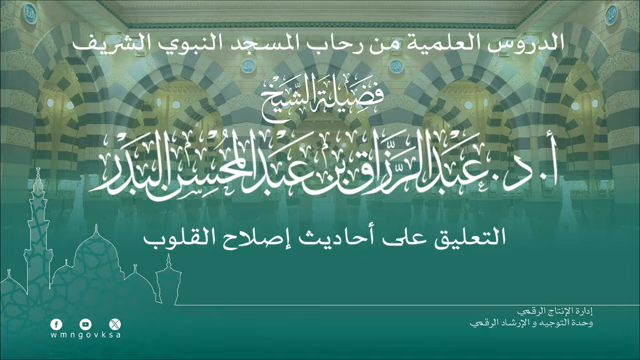 الدروس العلمية من رحاب المسجد النبوي الشريف
فضيلة الشيخ
أ.د. عبد الرزاق بن عبد المحسن البدر
التعليق على أحاديث إصلاح القلوب
إدارة الإنتاج الرقمي
وحدة التوجيه و الإرشاد الرقمي
wmngovksa